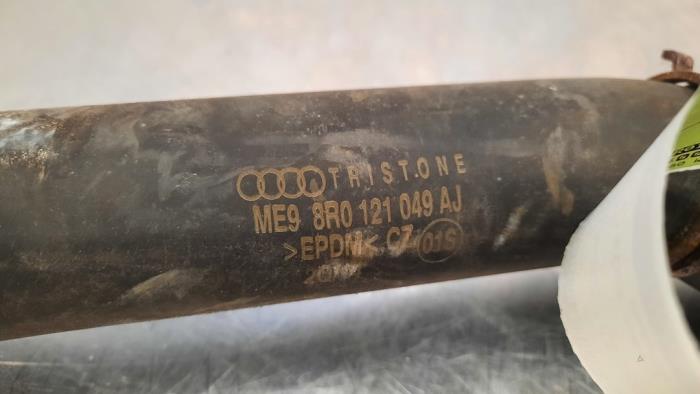 TRISTONE
ME9 8R0 121 049 AJ
>EPDM< CZ 01S